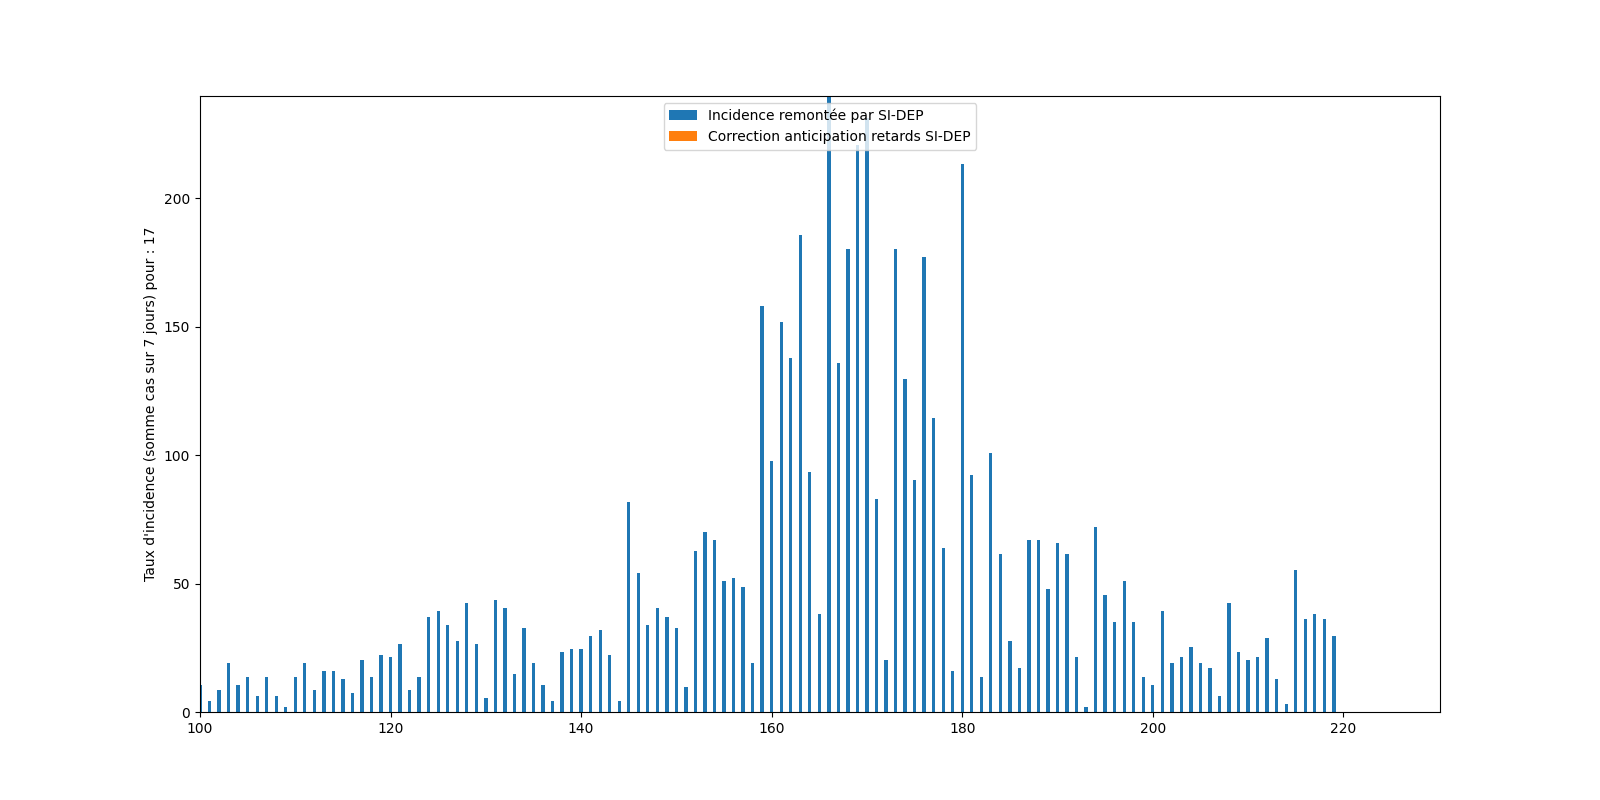 Incidence remontée par SI-DEP
Correction anticipation retards SI-DEP
Taux d'incidence (somme cas sur 7 jours) pour : 17
200
150
100
50
0
100 120 140 160 180 200 220